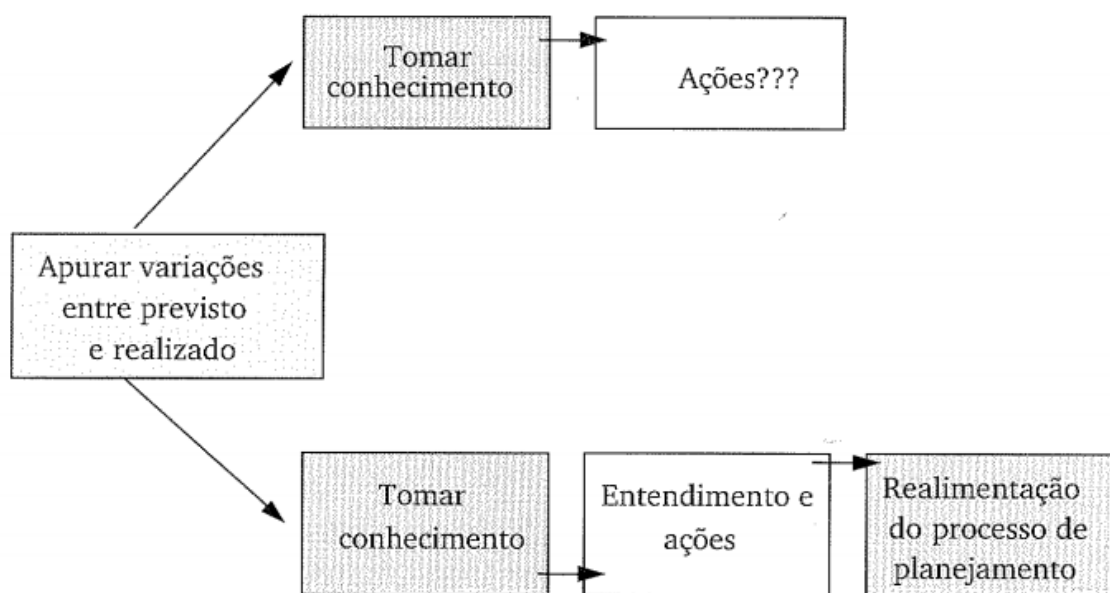 Tomar
conhecimento
Ações???
Apurar variações
entre previsto
e realizado
Tomar
conhecimento
Entendimento e
ações
Realimentação
do processo de
planejamento